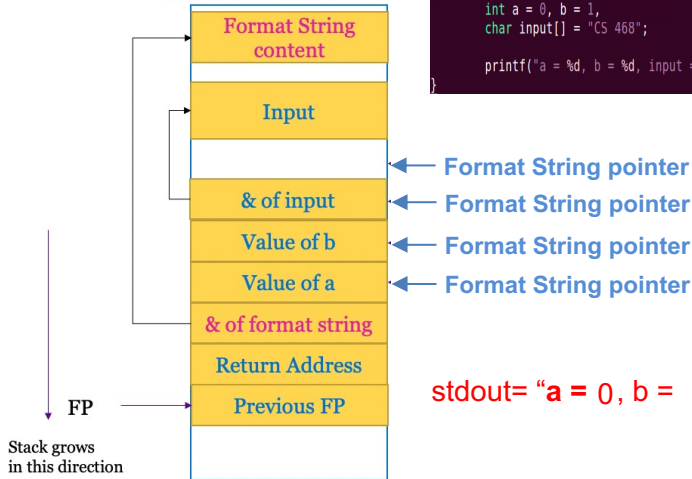 int a = 0, b = 1,
char input[] = "CS 468";
printf("a = %d, b = %d, input =
}
Format String
content
Input
Format String pointer
& of input
Format String pointer
Value of b
Format String pointer
Value of a
Format String pointer
& of format string
Return Address
FP
Previous FP
stdout= “a = 0, b =
Stack grows
in this direction